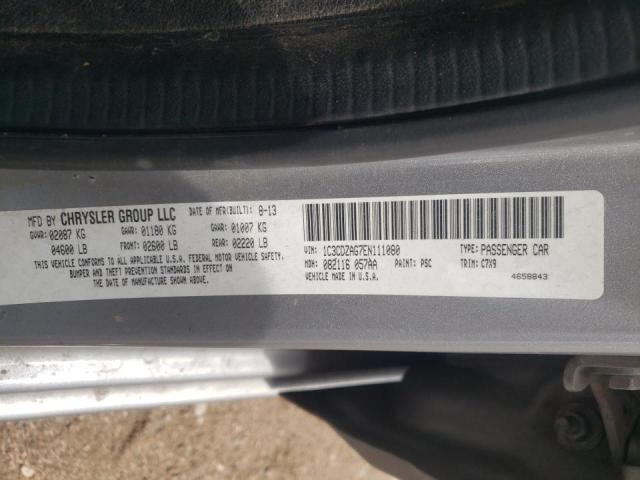 MFD BY CHRYSLER GROUP LLC DATE OF MFR(BUILT): 8-13
GVWR: 02087 KG GAWR: 01180 KG GAWR: 01007 KG
04600 LB FRONT: 02600 LB REAR: 02220 LB
THIS VEHICLE CONFORMS TO ALL APPLICABLE U.S.A. FEDERAL MOTOR VEHICLE SAFETY,
BUMPER AND THEFT PREVENTION STANDARDS IN EFFECT ON
THE DATE OF MANUFACTURE SHOWN ABOVE.
VIN: 1C3CDZAG7EN111080 TYPE: PASSENGER CAR
MDH: 082116 057AA PAINT: PSC TRIM: C7X9
VEHICLE MADE IN U.S.A. 4658843